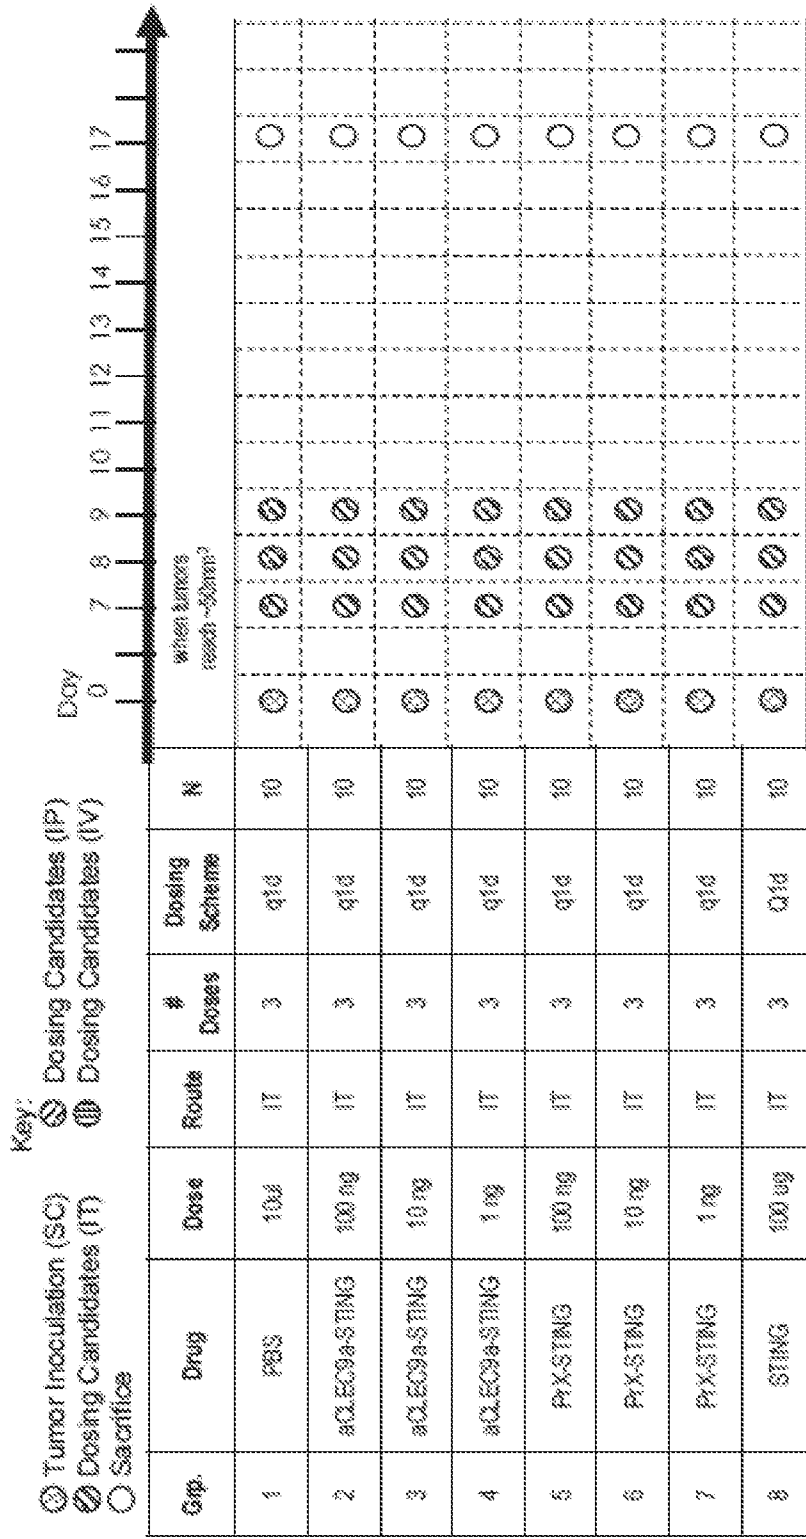 Key:
Tumor Inoculation (SC)
Dosing Candidates (IP)
Dosing Candidates (IT)
Dosing Candidates (IV)
Sacrifice
Day
0 7 8 9 10 11 12 13 14 15 16 17
Grp. Drug Dose Route # Doses Dosing Scheme N
when tumors
reach ~50mm³
1 PBS 10ul IT 3 q1d 10
2 aCLEC9a-STING 100 ng IT 3 q1d 10
3 aCLEC9a-STING 10 ng IT 3 q1d 10
4 aCLEC9a-STING 1 ng IT 3 q1d 10
5 PrX-STING 100 ng IT 3 q1d 10
6 PrX-STING 10 ng IT 3 q1d 10
7 PrX-STING 1 ng IT 3 q1d 10
8 STING 100 ug IT 3 Q1d 10